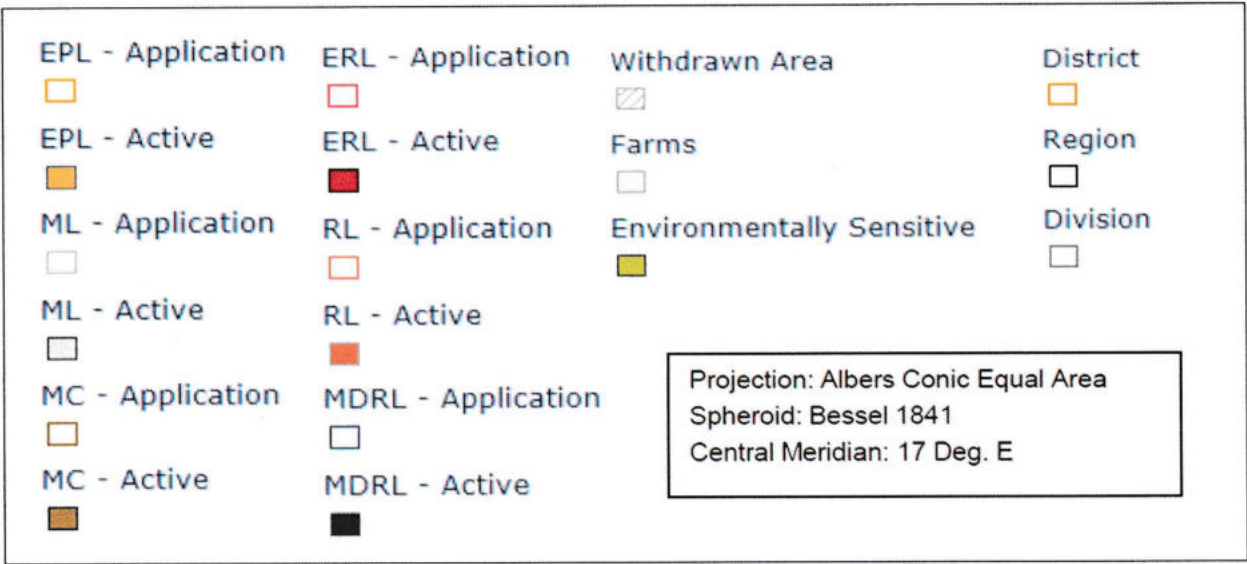 EPL - Application
EPL - Active
ML - Application
ML - Active
MC - Application
MC - Active
ERL - Application
ERL - Active
RL - Application
RL - Active
MDRL - Application
MDRL - Active
Withdrawn Area
Farms
Environmentally Sensitive
District
Region
Division
Projection: Albers Conic Equal Area
Spheroid: Bessel 1841
Central Meridian: 17 Deg. E